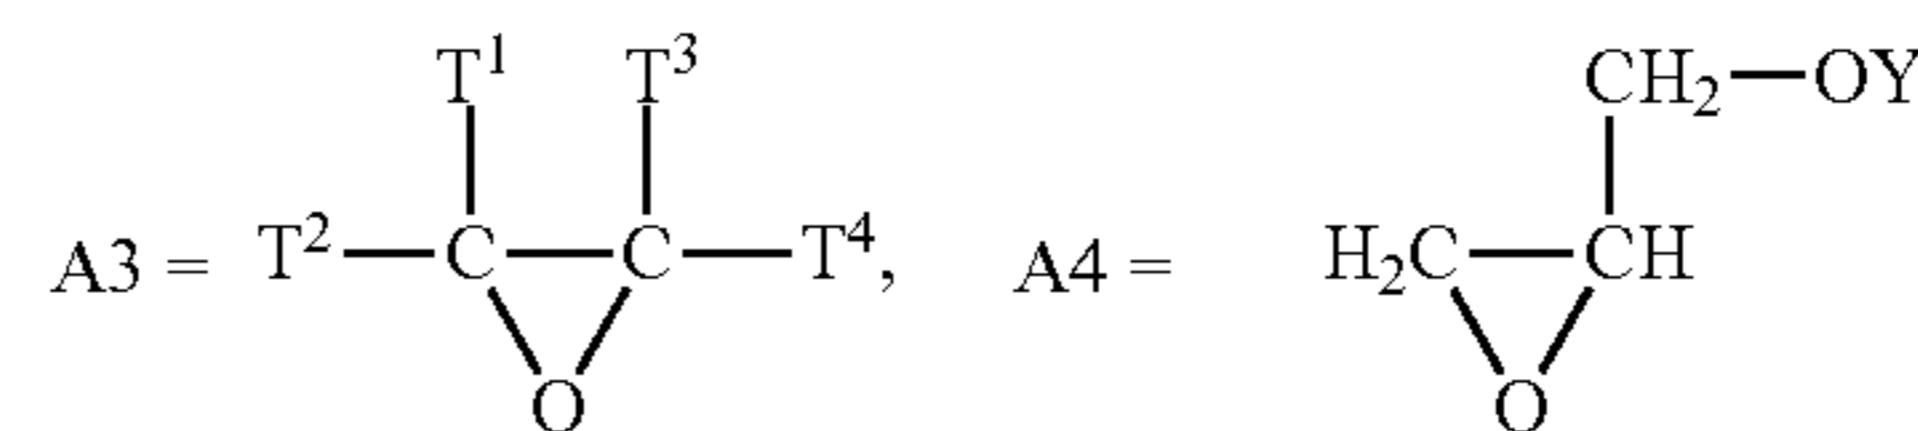 T¹ T³ CH₂—OY
A3 = T²—C—C—T⁴, A4 = H₂C—CH
O O